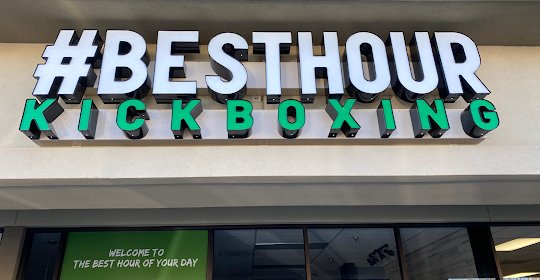 #BESTHOUR
KICKBOXING
WELCOME TO
THE BEST HOUR OF YOUR DAY